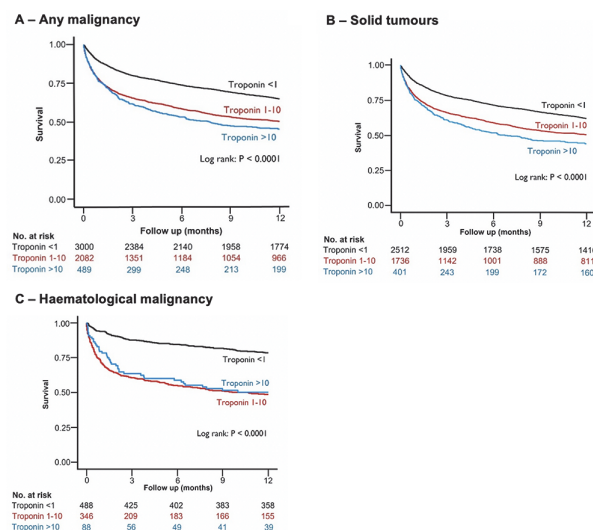 A – Any malignancy
1.00
0.75
0.50
0.25
0.00
Survival
Troponin <1
Troponin 1-10
Troponin >10
Log rank: P < 0.0001
0 3 6 9 12
Follow up (months)
No. at risk
Troponin <1 3000 2384 2140 1958 1774
Troponin 1-10 2082 1351 1184 1054 966
Troponin >10 489 299 248 213 199
B – Solid tumours
1.00
0.75
0.50
0.25
0.00
Survival
Troponin <1
Troponin 1-10
Troponin >10
Log rank: P < 0.0001
0 3 6 9 12
Follow up (months)
No. at risk
Troponin <1 2512 1959 1738 1575
Troponin 1-10 1736 1142 1001 888 811
Troponin >10 401 243 199 172 160
C – Haematological malignancy
1.00
0.75
0.50
0.25
0.00
Survival
Troponin <1
Troponin >10
Troponin 1-10
Log rank: P < 0.0001
0 3 6 9 12
Follow up (months)
No. at risk
Troponin <1 488 425 402 383 358
Troponin 1-10 346 209 183 166 155
Troponin >10 88 56 49 41 39